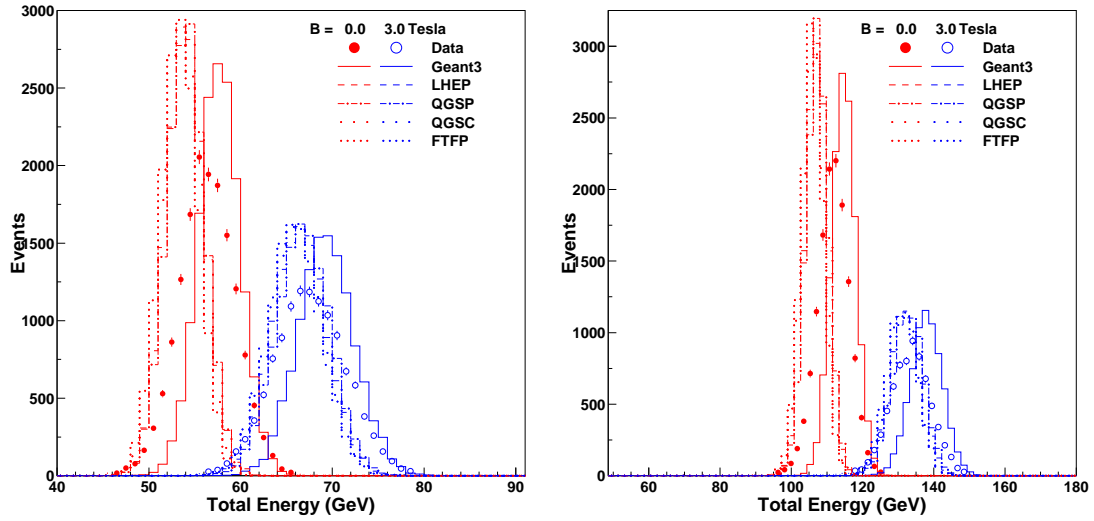 3000
2500
2000
1500
1000
500
0
Events
B = 0.0 3.0 Tesla
Data
Geant3
LHEP
QGSP
QGSC
FTFP
40 50 60 70 80 90
Total Energy (GeV)
3000
2500
2000
1500
1000
500
0
Events
B = 0.0 3.0 Tesla
Data
Geant3
LHEP
QGSP
QGSC
FTFP
60 80 100 120 140 160 180
Total Energy (GeV)